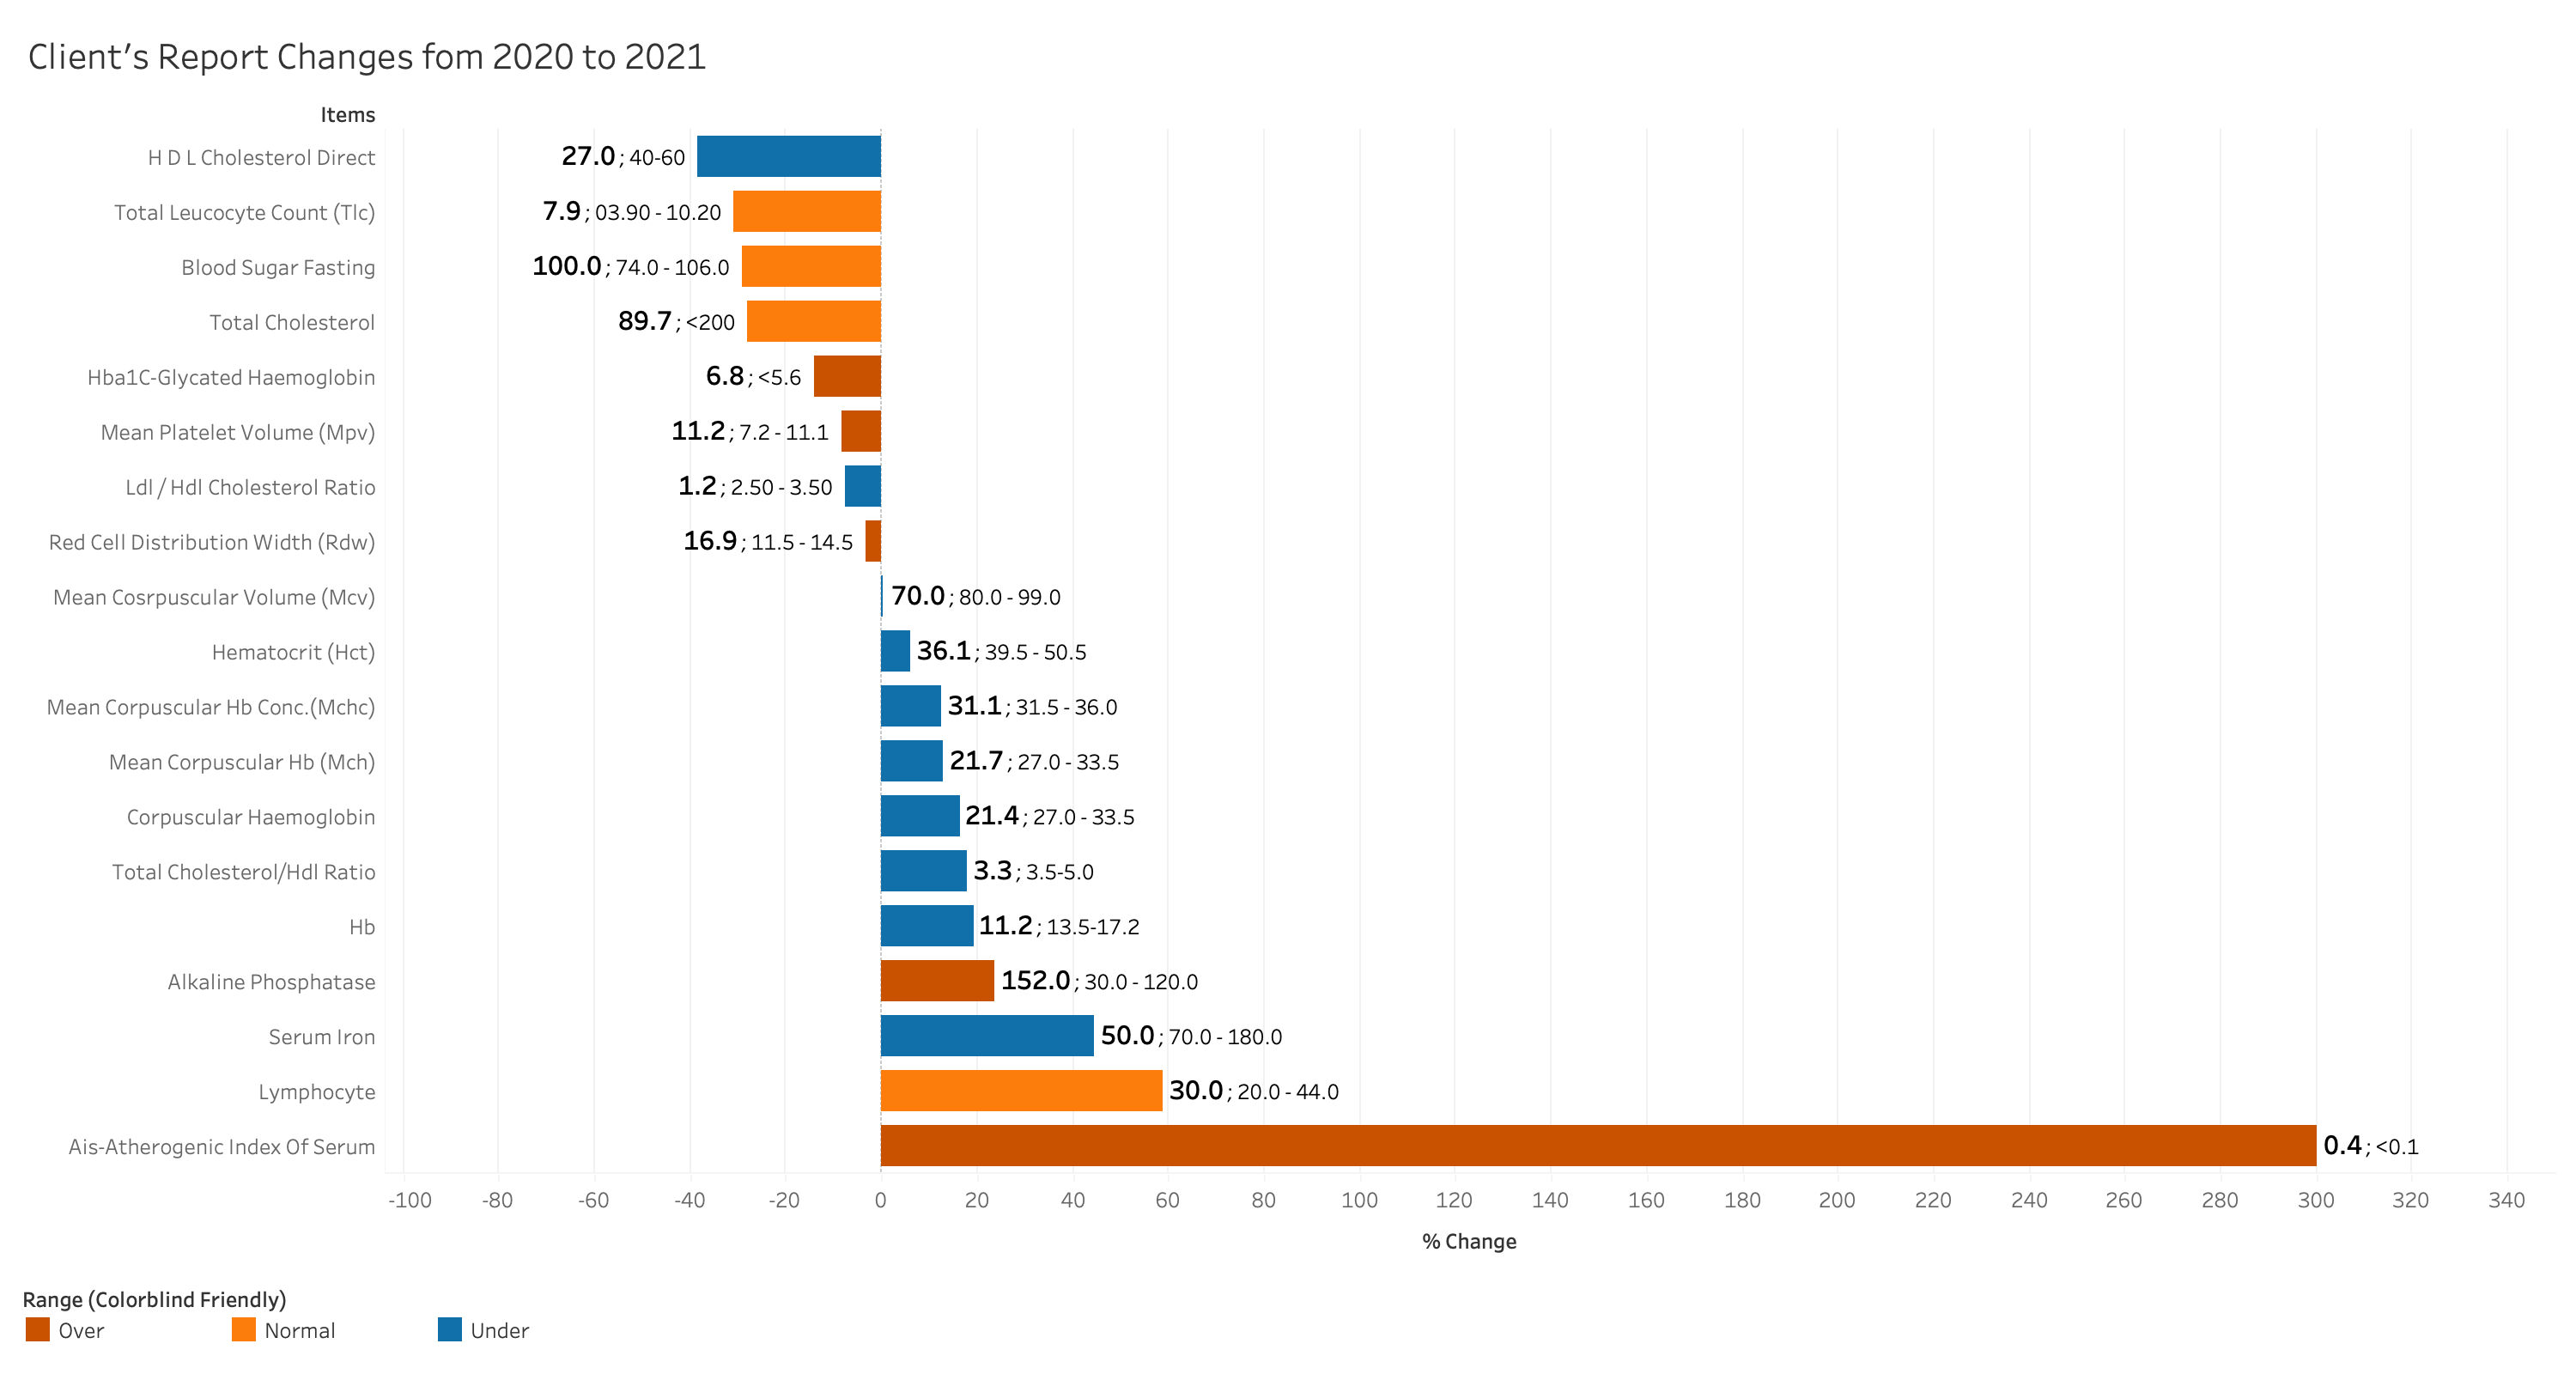 Client's Report Changes fom 2020 to 2021
Items
H D L Cholesterol Direct 27.0 ; 40-60
Total Leucocyte Count (Tlc) 7.9 ; 03.90 - 10.20
Blood Sugar Fasting 100.0 ; 74.0 - 106.0
Total Cholesterol 89.7 ; <200
Hba1C-Glycated Haemoglobin 6.8 ; <5.6
Mean Platelet Volume (Mpv) 11.2 ; 7.2 - 11.1
Ldl / Hdl Cholesterol Ratio 1.2 ; 2.50 - 3.50
Red Cell Distribution Width (Rdw) 16.9 ; 11.5 - 14.5
Mean Cosrpuscular Volume (Mcv) 70.0 ; 80.0 - 99.0
Hematocrit (Hct) 36.1 ; 39.5 - 50.5
Mean Corpuscular Hb Conc.(Mchc) 31.1 ; 31.5 - 36.0
Mean Corpuscular Hb (Mch) 21.7 ; 27.0 - 33.5
Corpuscular Haemoglobin 21.4 ; 27.0 - 33.5
Total Cholesterol/Hdl Ratio 3.3 ; 3.5-5.0
Hb 11.2 ; 13.5-17.2
Alkaline Phosphatase 152.0 ; 30.0 - 120.0
Serum Iron 50.0 ; 70.0 - 180.0
Lymphocyte 30.0 ; 20.0 - 44.0
Ais-Atherogenic Index Of Serum 0.4 ; <0.1
-100 -80 -60 -40 -20 0 20 40 60 80 100 120 140 160 180 200 220 240 260 280 300 320 340
% Change
Range (Colorblind Friendly)
Over Normal Under